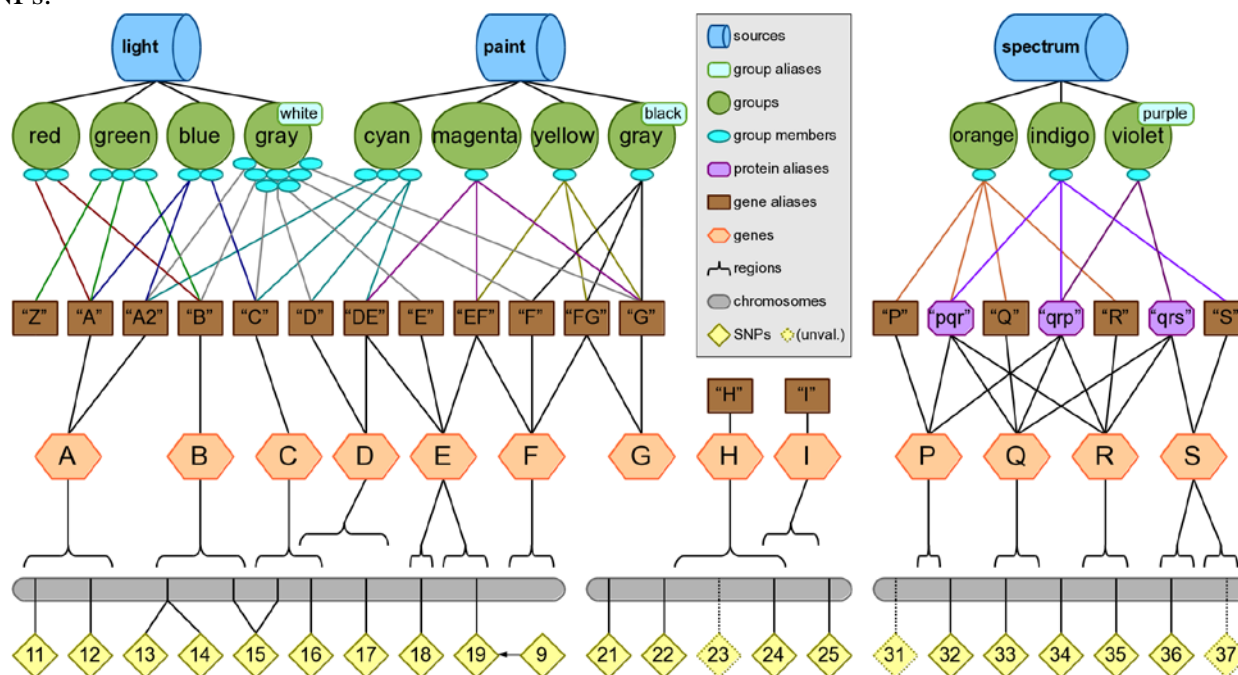 light
paint
spectrum
sources
group aliases
groups
group members
protein aliases
gene aliases
genes
regions
chromosomes
SNPs (unval.)
white
black
purple
red green blue gray cyan magenta yellow gray orange indigo violet
"Z" "A" "A2" "B" "C" "D" "DE" "E" "EF" "F" "FG" "G" "P" "pqr" "Q" "qrp" "R" "qrs" "S"
"H" "I"
A B C D E F G H I P Q R S
11 12 13 14 15 16 17 18 19 9 21 22 23 24 25 31 32 33 34 35 36 37